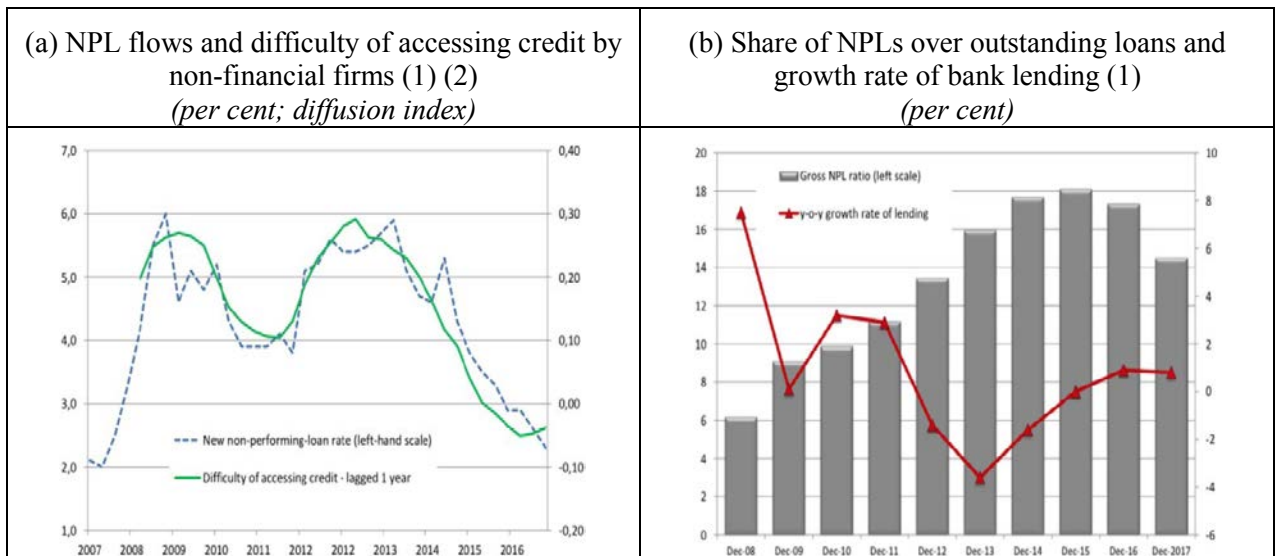 (a) NPL flows and difficulty of accessing credit by
non-financial firms (1) (2)
(per cent; diffusion index)
(b) Share of NPLs over outstanding loans and
growth rate of bank lending (1)
(per cent)
7,0
6,0
5,0
4,0
3,0
2,0
1,0
0,40
0,30
0,20
0,10
0,00
-0,10
-0,20
New non-performing-loan rate (left-hand scale)
Difficulty of accessing credit - lagged 1 year
2007 2008 2009 2010 2011 2012 2012 2013 2014 2015 2016
20
18
16
14
12
10
8
6
4
2
0
10
8
6
4
2
0
-2
-4
-6
Gross NPL ratio (left scale)
y-o-y growth rate of lending
Dec-08 Dec-09 Dec-10 Dec-11 Dec-12 Dec-13 Dec-14 Dec-15 Dec-16 Dec-2017